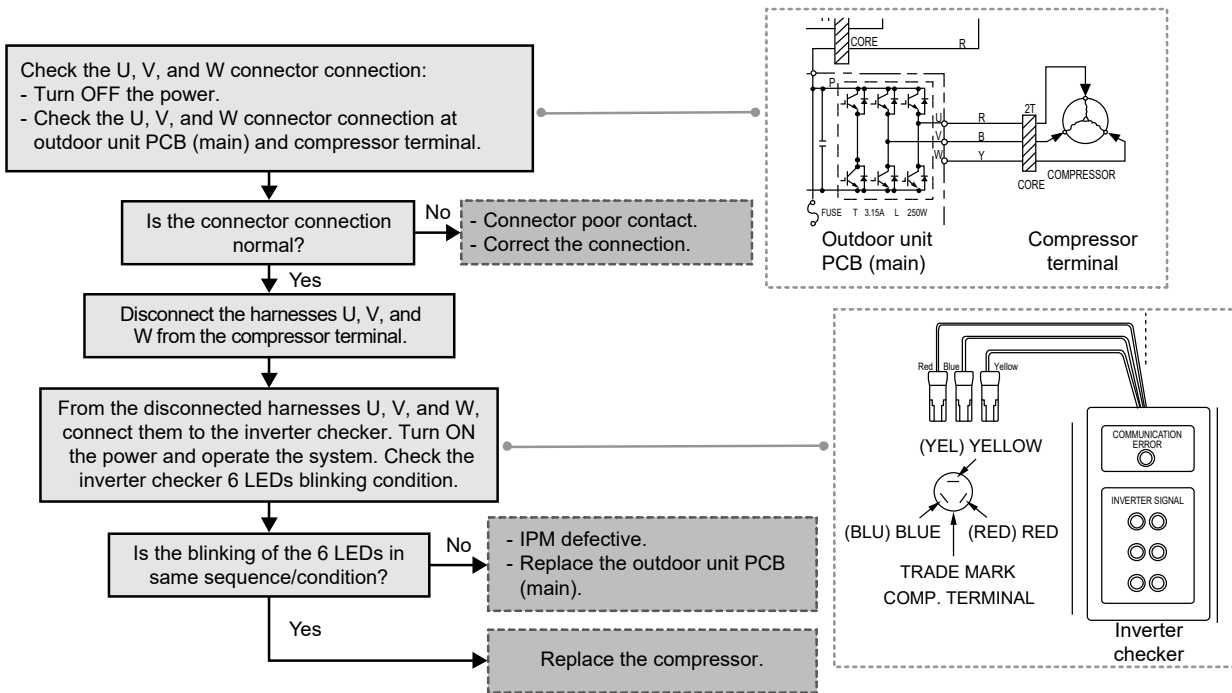 Check the U, V, and W connector connection:
- Turn OFF the power.
- Check the U, V, and W connector connection at
outdoor unit PCB (main) and compressor terminal.
Is the connector connection
normal?
No
- Connector poor contact.
- Correct the connection.
Yes
Disconnect the harnesses U, V, and
W from the compressor terminal.
From the disconnected harnesses U, V, and W,
connect them to the inverter checker. Turn ON
the power and operate the system. Check the
inverter checker 6 LEDs blinking condition.
Is the blinking of the 6 LEDs in
same sequence/condition?
No
- IPM defective.
- Replace the outdoor unit PCB
(main).
Yes
Replace the compressor.
CORE
R
P
U
R
V
B
W
Y
2T
CORE
COMPRESSOR
FUSE T 3.15A L 250W
Outdoor unit
PCB (main)
Compressor
terminal
Red Blue Yellow
(YEL) YELLOW
(BLU) BLUE
(RED) RED
TRADE MARK
COMP. TERMINAL
COMMUNICATION
ERROR
INVERTER SIGNAL
Inverter
checker